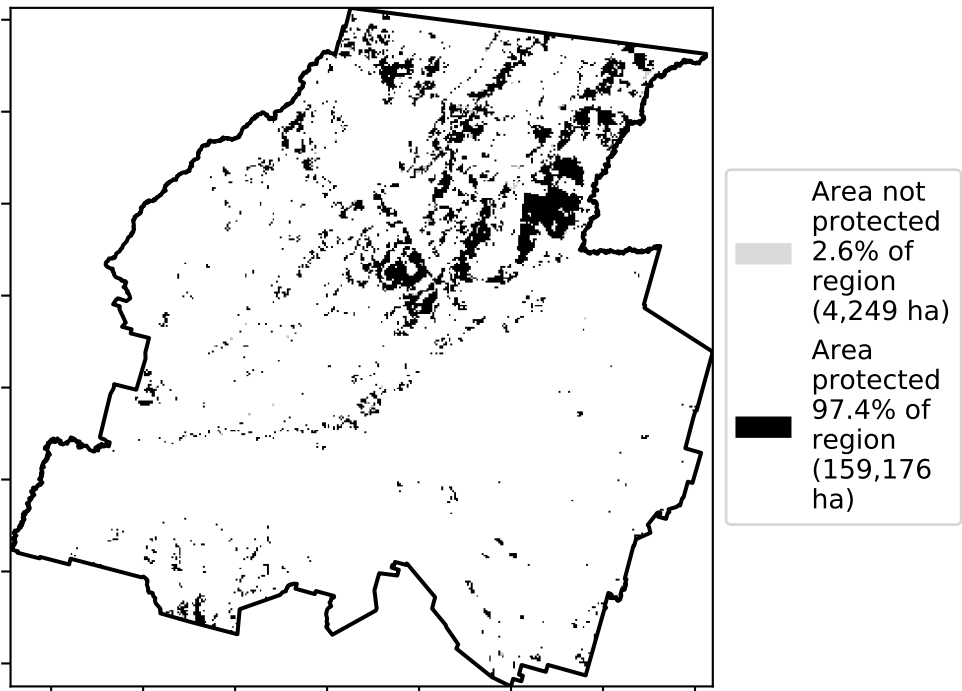 Area not
protected
2.6% of
region
(4,249 ha)
Area
protected
97.4% of
region
(159,176
ha)